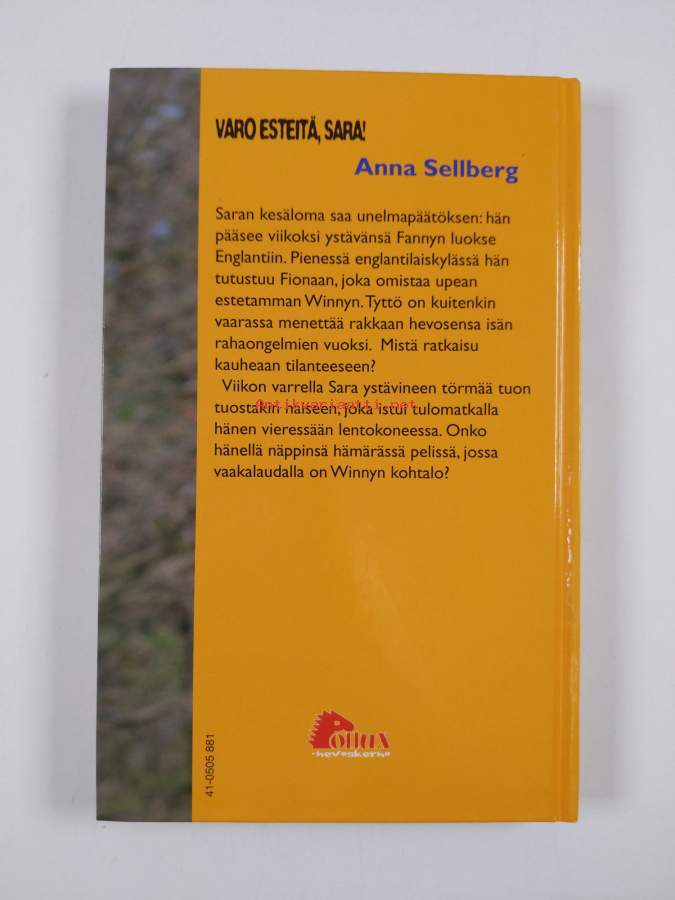 VARO ESTEITÄ, SARA!
Anna Sellberg
Saran kesäloma saa unelmapäätöksen: hän
pääsee viikoksi ystävänsä Fannyn luokse
Englantiin. Pienessä englantilaiskylässä hän
tutustuu Fionaan, joka omistaa upean
estetamman Winnyn. Tyttö on kuitenkin
vaarassa menettää rakkaan hevosensa isän
rahaongelmien vuoksi. Mistä ratkaisu
kauheaan tilanteeseen?
Viikon varrella Sara ystävineen törmää tuon
Antikvariaatti.net
tuostakin naiseen, joka istui tulomatkalla
hänen vieressään lentokoneessa. Onko
hänellä näppinsä hämärässä pelissä, jossa
vaakalaudalla on Winnyn kohtalo?
Pollux
-hevoskerho
41-0505 881